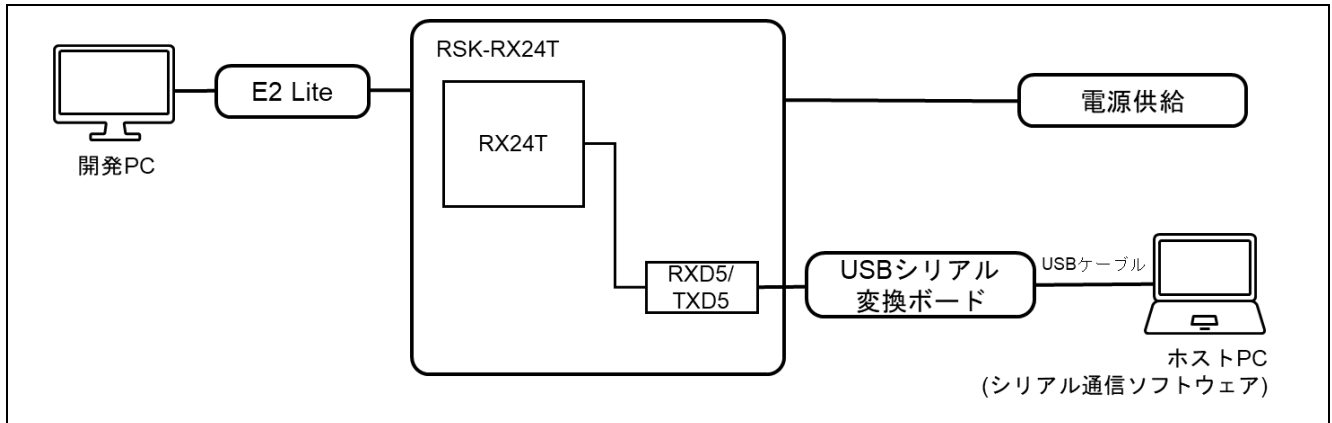 RSK-RX24T
E2 Lite
開発PC
RX24T
電源供給
RXD5/
TXD5
USBシリアル
変換ボード
USBケーブル
ホストPC
(シリアル通信ソフトウェア)